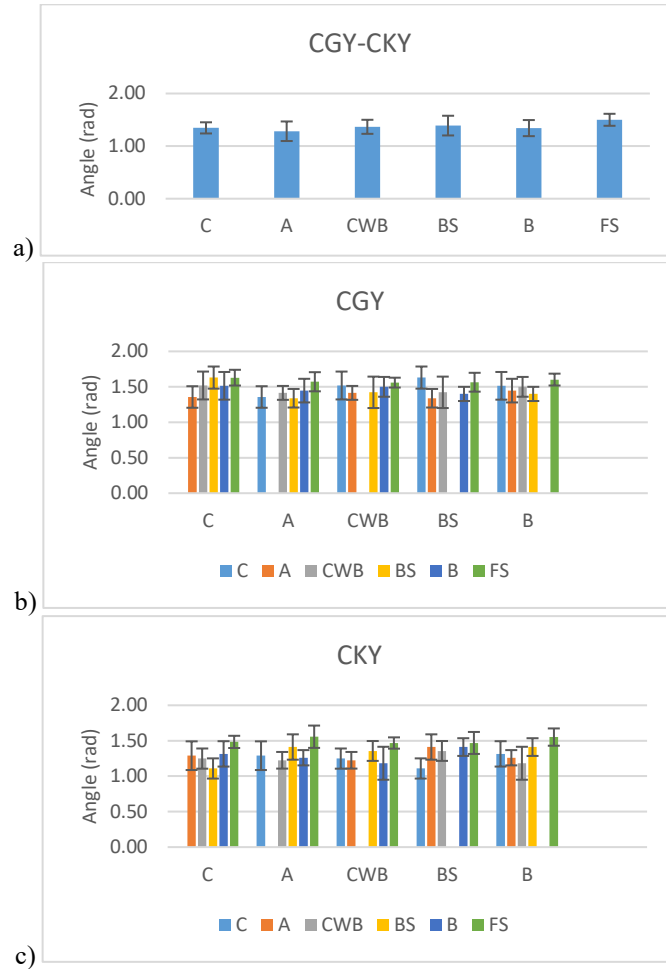 CGY-CKY
Angle (rad)
2.00
1.00
0.00
C A CWB BS B FS
a)
CGY
Angle (rad)
2.00
1.50
1.00
0.50
0.00
C A CWB BS B
C A CWB BS B FS
b)
CKY
Angle (rad)
2.00
1.50
1.00
0.50
0.00
C A CWB BS B
C A CWB BS B FS
c)